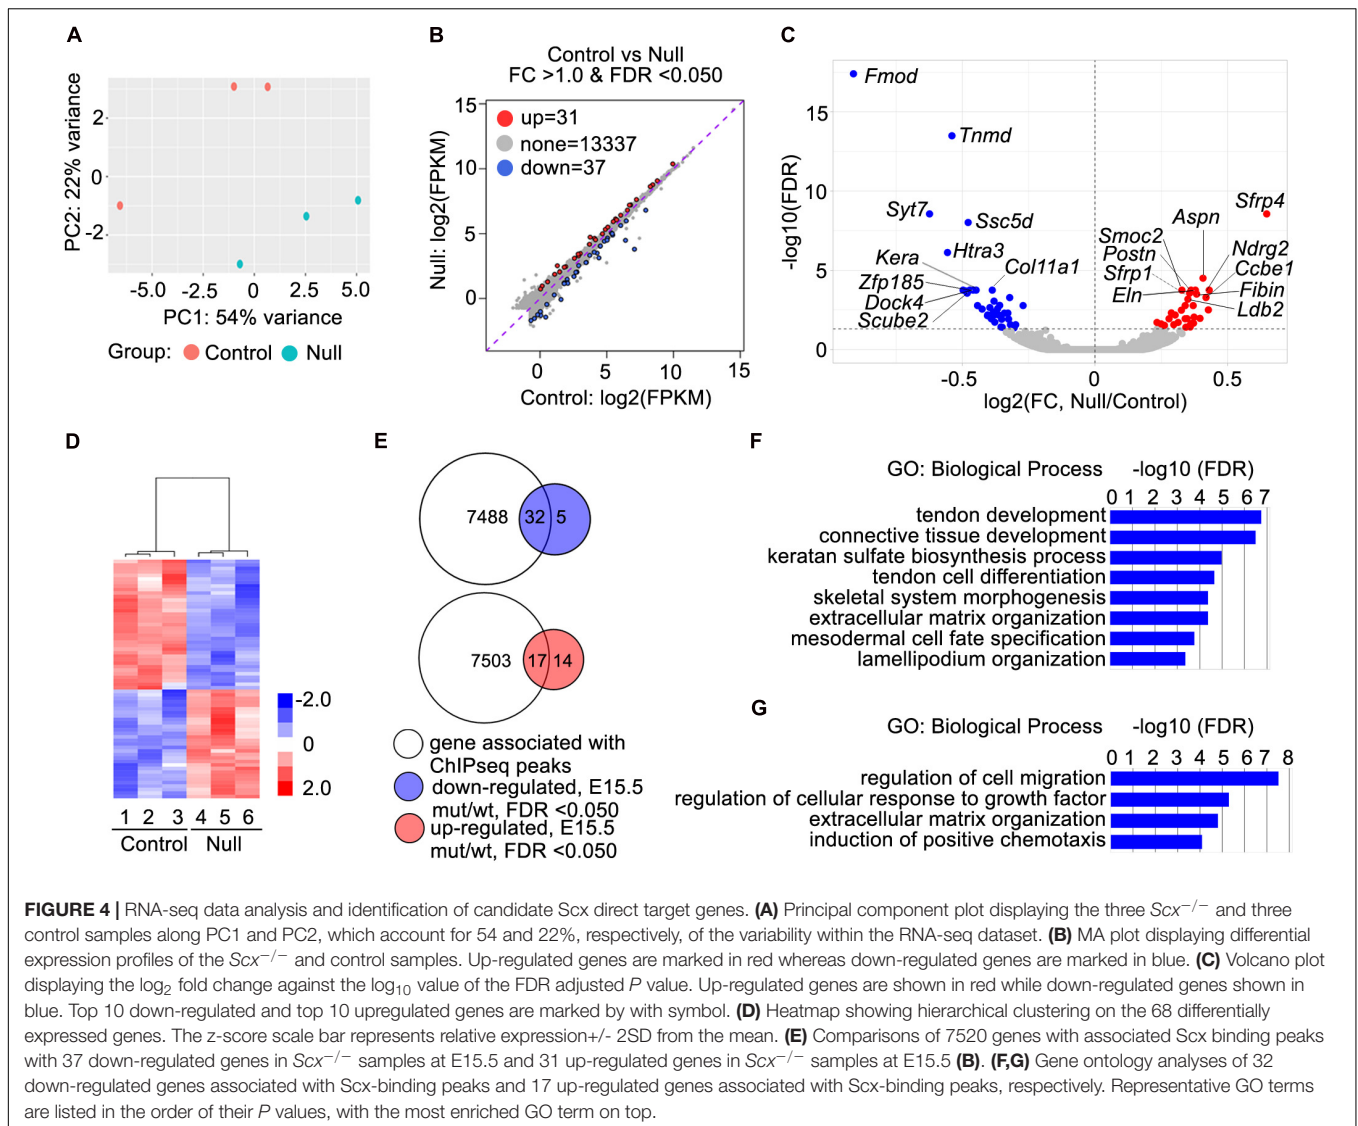 A
PC2: 22% variance
2
0
-2
-5.0 -2.5 0 2.5 5.0
PC1: 54% variance
Group: Control Null
B
Control vs Null
FC >1.0 & FDR <0.050
up=31
none=13337
down=37
Null: log2(FPKM)
15
10
5
0
0 5 10 15
Control: log2(FPKM)
C
-log10(FDR)
15
10
5
0
Fmod
Tnmd
Syt7
Ssc5d
Htra3
Kera
Col11a1
Zfp185
Dock4
Scube2
Sfrp4
Aspn
Smoc2
Postn
Sfrp1
Eln
Ndrg2
Ccbe1
Fibin
Ldb2
-0.5 0 0.5
log2(FC, Null/Control)
D
-2.0
0
2.0
1 2 3 4 5 6
Control Null
E
7488 32 5
7503 17 14
gene associated with
ChIPseq peaks
down-regulated, E15.5
mut/wt, FDR <0.050
up-regulated, E15.5
mut/wt, FDR <0.050
F
GO: Biological Process -log10 (FDR)
0 1 2 3 4 5 6 7
tendon development
connective tissue development
keratan sulfate biosynthesis process
tendon cell differentiation
skeletal system morphogenesis
extracellular matrix organization
mesodermal cell fate specification
lamellipodium organization
G
GO: Biological Process -log10 (FDR)
0 1 2 3 4 5 6 7 8
regulation of cell migration
regulation of cellular response to growth factor
extracellular matrix organization
induction of positive chemotaxis
FIGURE 4 | RNA-seq data analysis and identification of candidate Scx direct target genes. (A) Principal component plot displaying the three Scx−/− and three
control samples along PC1 and PC2, which account for 54 and 22%, respectively, of the variability within the RNA-seq dataset. (B) MA plot displaying differential
expression profiles of the Scx−/− and control samples. Up-regulated genes are marked in red whereas down-regulated genes are marked in blue. (C) Volcano plot
displaying the log2 fold change against the log10 value of the FDR adjusted P value. Up-regulated genes are shown in red while down-regulated genes shown in
blue. Top 10 down-regulated and top 10 upregulated genes are marked by with symbol. (D) Heatmap showing hierarchical clustering on the 68 differentially
expressed genes. The z-score scale bar represents relative expression+/- 2SD from the mean. (E) Comparisons of 7520 genes with associated Scx binding peaks
with 37 down-regulated genes in Scx−/− samples at E15.5 and 31 up-regulated genes in Scx−/− samples at E15.5 (B). (F,G) Gene ontology analyses of 32
down-regulated genes associated with Scx-binding peaks and 17 up-regulated genes associated with Scx-binding peaks, respectively. Representative GO terms
are listed in the order of their P values, with the most enriched GO term on top.